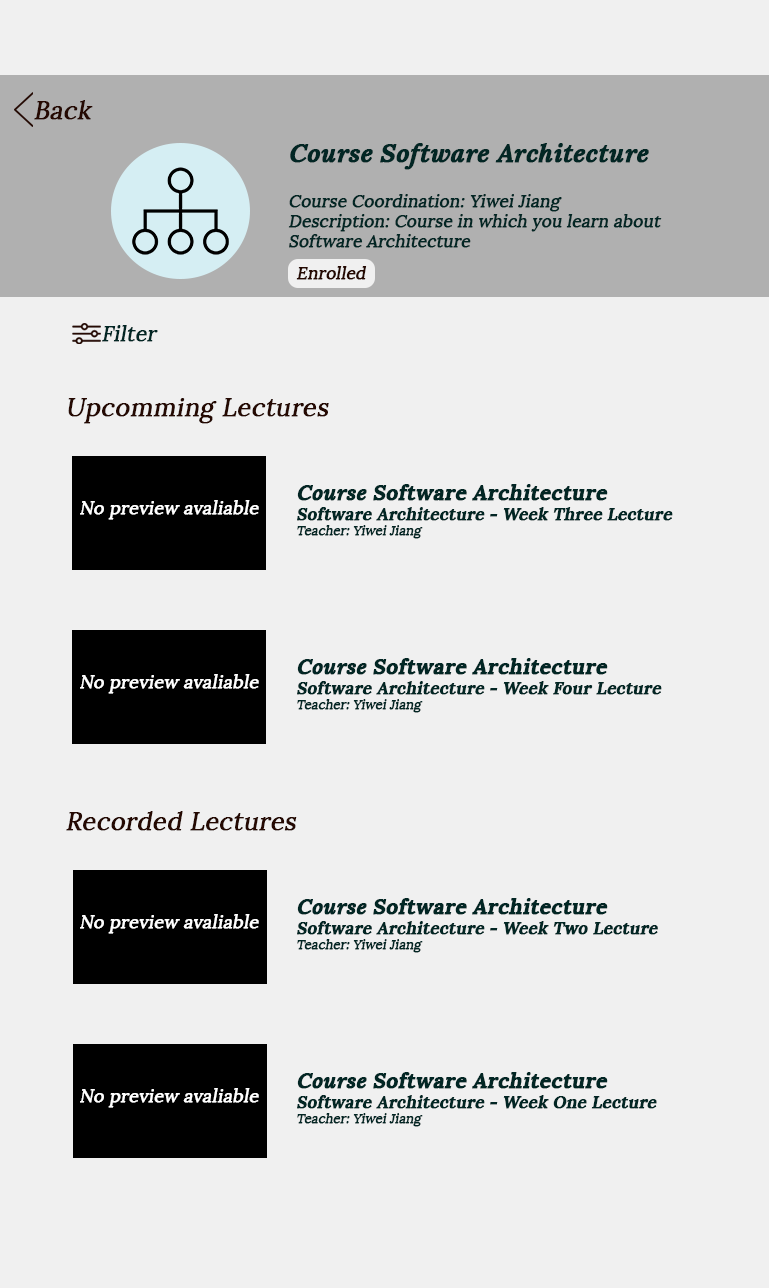 Back
Course Software Architecture
Course Coordination: Yiwei Jiang
Description: Course in which you learn about
Software Architecture
Enrolled
Filter
Upcomming Lectures
No preview avaliable
Course Software Architecture
Software Architecture - Week Three Lecture
Teacher: Yiwei Jiang
No preview avaliable
Course Software Architecture
Software Architecture - Week Four Lecture
Teacher: Yiwei Jiang
Recorded Lectures
No preview avaliable
Course Software Architecture
Software Architecture - Week Two Lecture
Teacher: Yiwei Jiang
No preview avaliable
Course Software Architecture
Software Architecture - Week One Lecture
Teacher: Yiwei Jiang